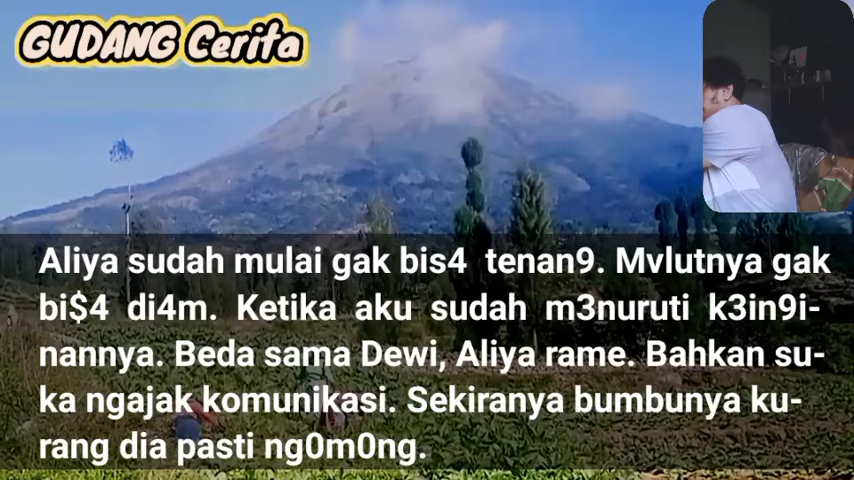 GUDANG Cerita
Aliya sudah mulai gak bis4 tenan9. Mvlutnya gak
bi$4 di4m. Ketika aku sudah m3nuruti k3in9i-
nannya. Beda sama Dewi, Aliya rame. Bahkan su-
ka ngajak komunikasi. Sekiranya bumbunya ku-
rang dia pasti ng0m0ng.